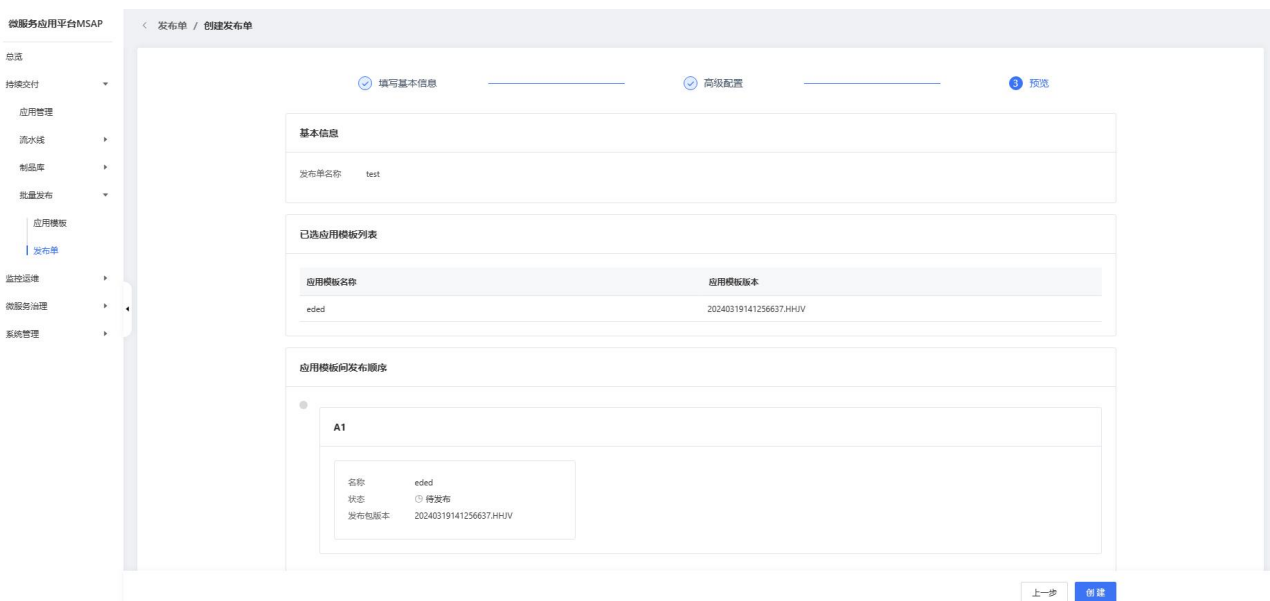 微服务应用平台MSAP
发布单 / 创建发布单
总览
持续交付
应用管理
流水线
制品库
批量发布
应用模板
发布单
监控运维
微服务治理
系统管理
填写基本信息
高级配置
3 预览
基本信息
发布单名称 test
已选应用模板列表
应用模板名称 应用模板版本
eded 20240319141256637.HHJV
应用模板间发布顺序
A1
名称 eded
状态 待发布
发布包版本 20240319141256637.HHJV
上一步 创建